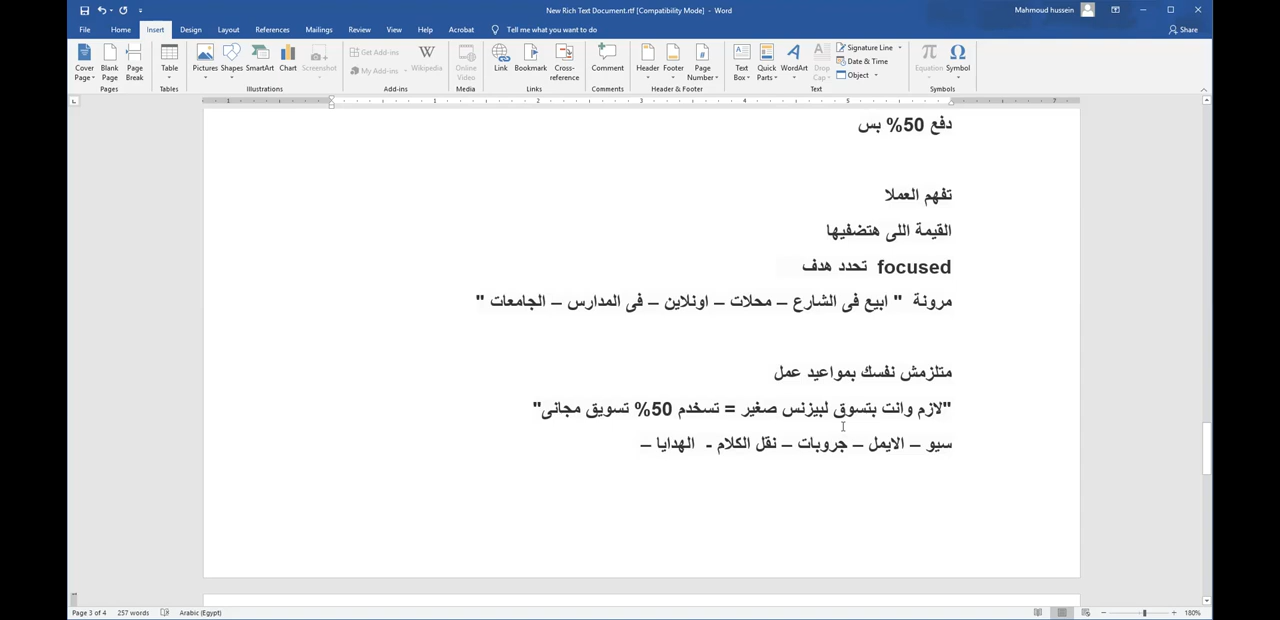 New Rich Text Document.rtf [Compatibility Mode] - Word
Mahmoud hussein
File Home Insert Design Layout References Mailings Review View Help Acrobat Tell me what you want to do
Share
Cover Page Blank Page Page Break
Pages
Table
Tables
Pictures Shapes SmartArt Chart Screenshot
Illustrations
Get Add-ins
My Add-ins
Wikipedia
Add-ins
Online Video
Media
Link Bookmark Cross-reference
Links
Comment
Comments
Header Footer Page Number
Header & Footer
Text Box Quick Parts WordArt Drop Cap
Signature Line
Date & Time
Object
Text
Equation Symbol
Symbols
1 1 2 3 4 5 7
دفع 50% بس
تفهم العملا
القيمة اللى هتضفيها
focused تحدد هدف
مرونة " ابيع فى الشارع – محلات – اونلاين – فى المدارس – الجامعات "
متلزمش نفسك بمواعيد عمل
"لازم وانت بتسوق لبيزنس صغير = تسخدم 50% تسويق مجانى"
سيو – الايمل – جروبات – نقل الكلام - الهدايا –
Page 3 of 4 257 words Arabic (Egypt)
180%